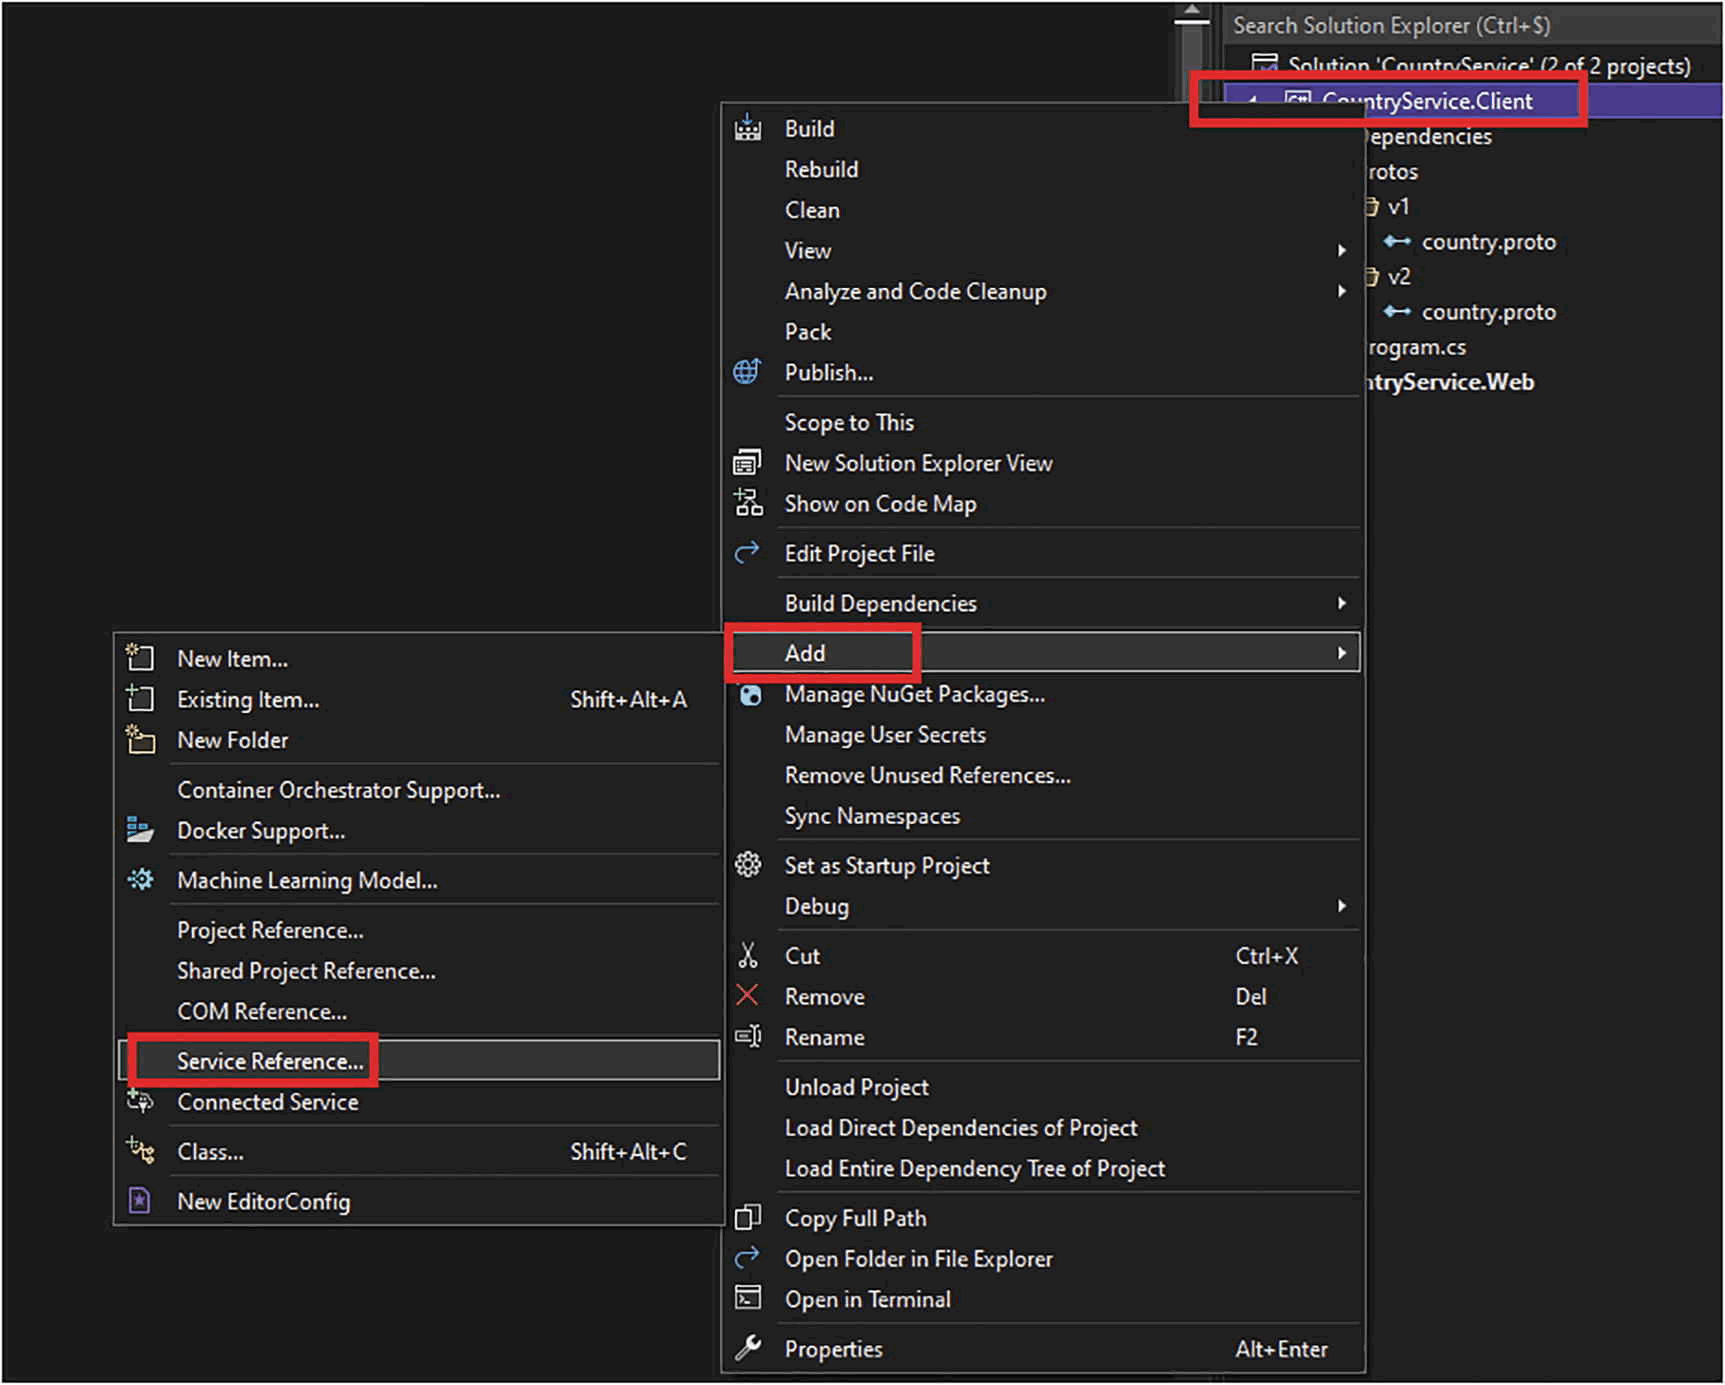 Search Solution Explorer (Ctrl+$)
Solution 'CountryService' (2 of 2 projects)
C#
CountryService.Client
ependencies
rotos
v1
country.proto
v2
country.proto
rogram.cs
ntryService.Web
Build
Rebuild
Clean
View
Analyze and Code Cleanup
Pack
Publish...
Scope to This
New Solution Explorer View
Show on Code Map
Edit Project File
Build Dependencies
Add
Manage NuGet Packages...
Manage User Secrets
Remove Unused References...
Sync Namespaces
Set as Startup Project
Debug
Cut Ctrl+X
Remove Del
Rename F2
Unload Project
Load Direct Dependencies of Project
Load Entire Dependency Tree of Project
Copy Full Path
Open Folder in File Explorer
Open in Terminal
Properties Alt+Enter
New Item...
Existing Item... Shift+Alt+A
New Folder
Container Orchestrator Support...
Docker Support...
Machine Learning Model...
Project Reference...
Shared Project Reference...
COM Reference...
Service Reference...
Connected Service
Class... Shift+Alt+C
New EditorConfig